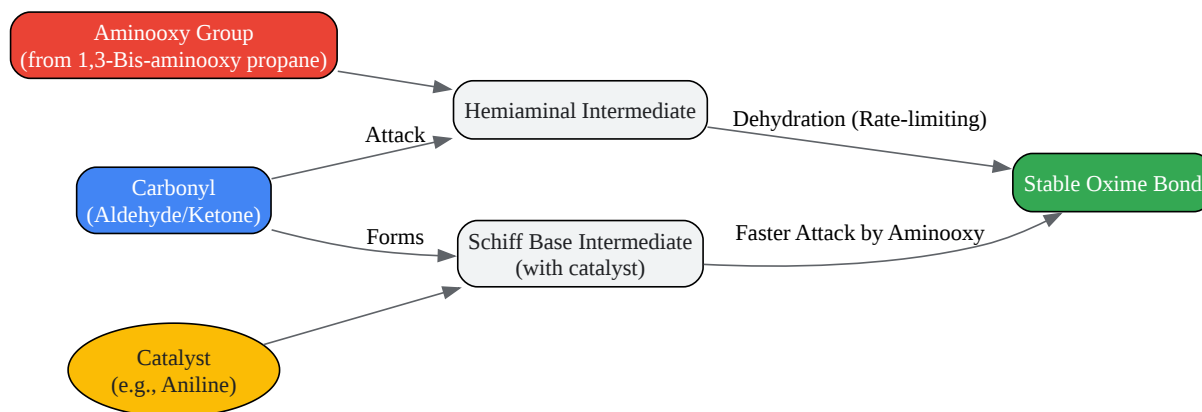 Aminooxy Group
(from 1,3-Bis-aminooxy propane)
Hemiaminal Intermediate
Dehydration (Rate-limiting)
Attack
Carbonyl
(Aldehyde/Ketone)
Stable Oxime Bond
Forms
Schiff Base Intermediate
(with catalyst)
Faster Attack by Aminooxy
Catalyst
(e.g., Aniline)